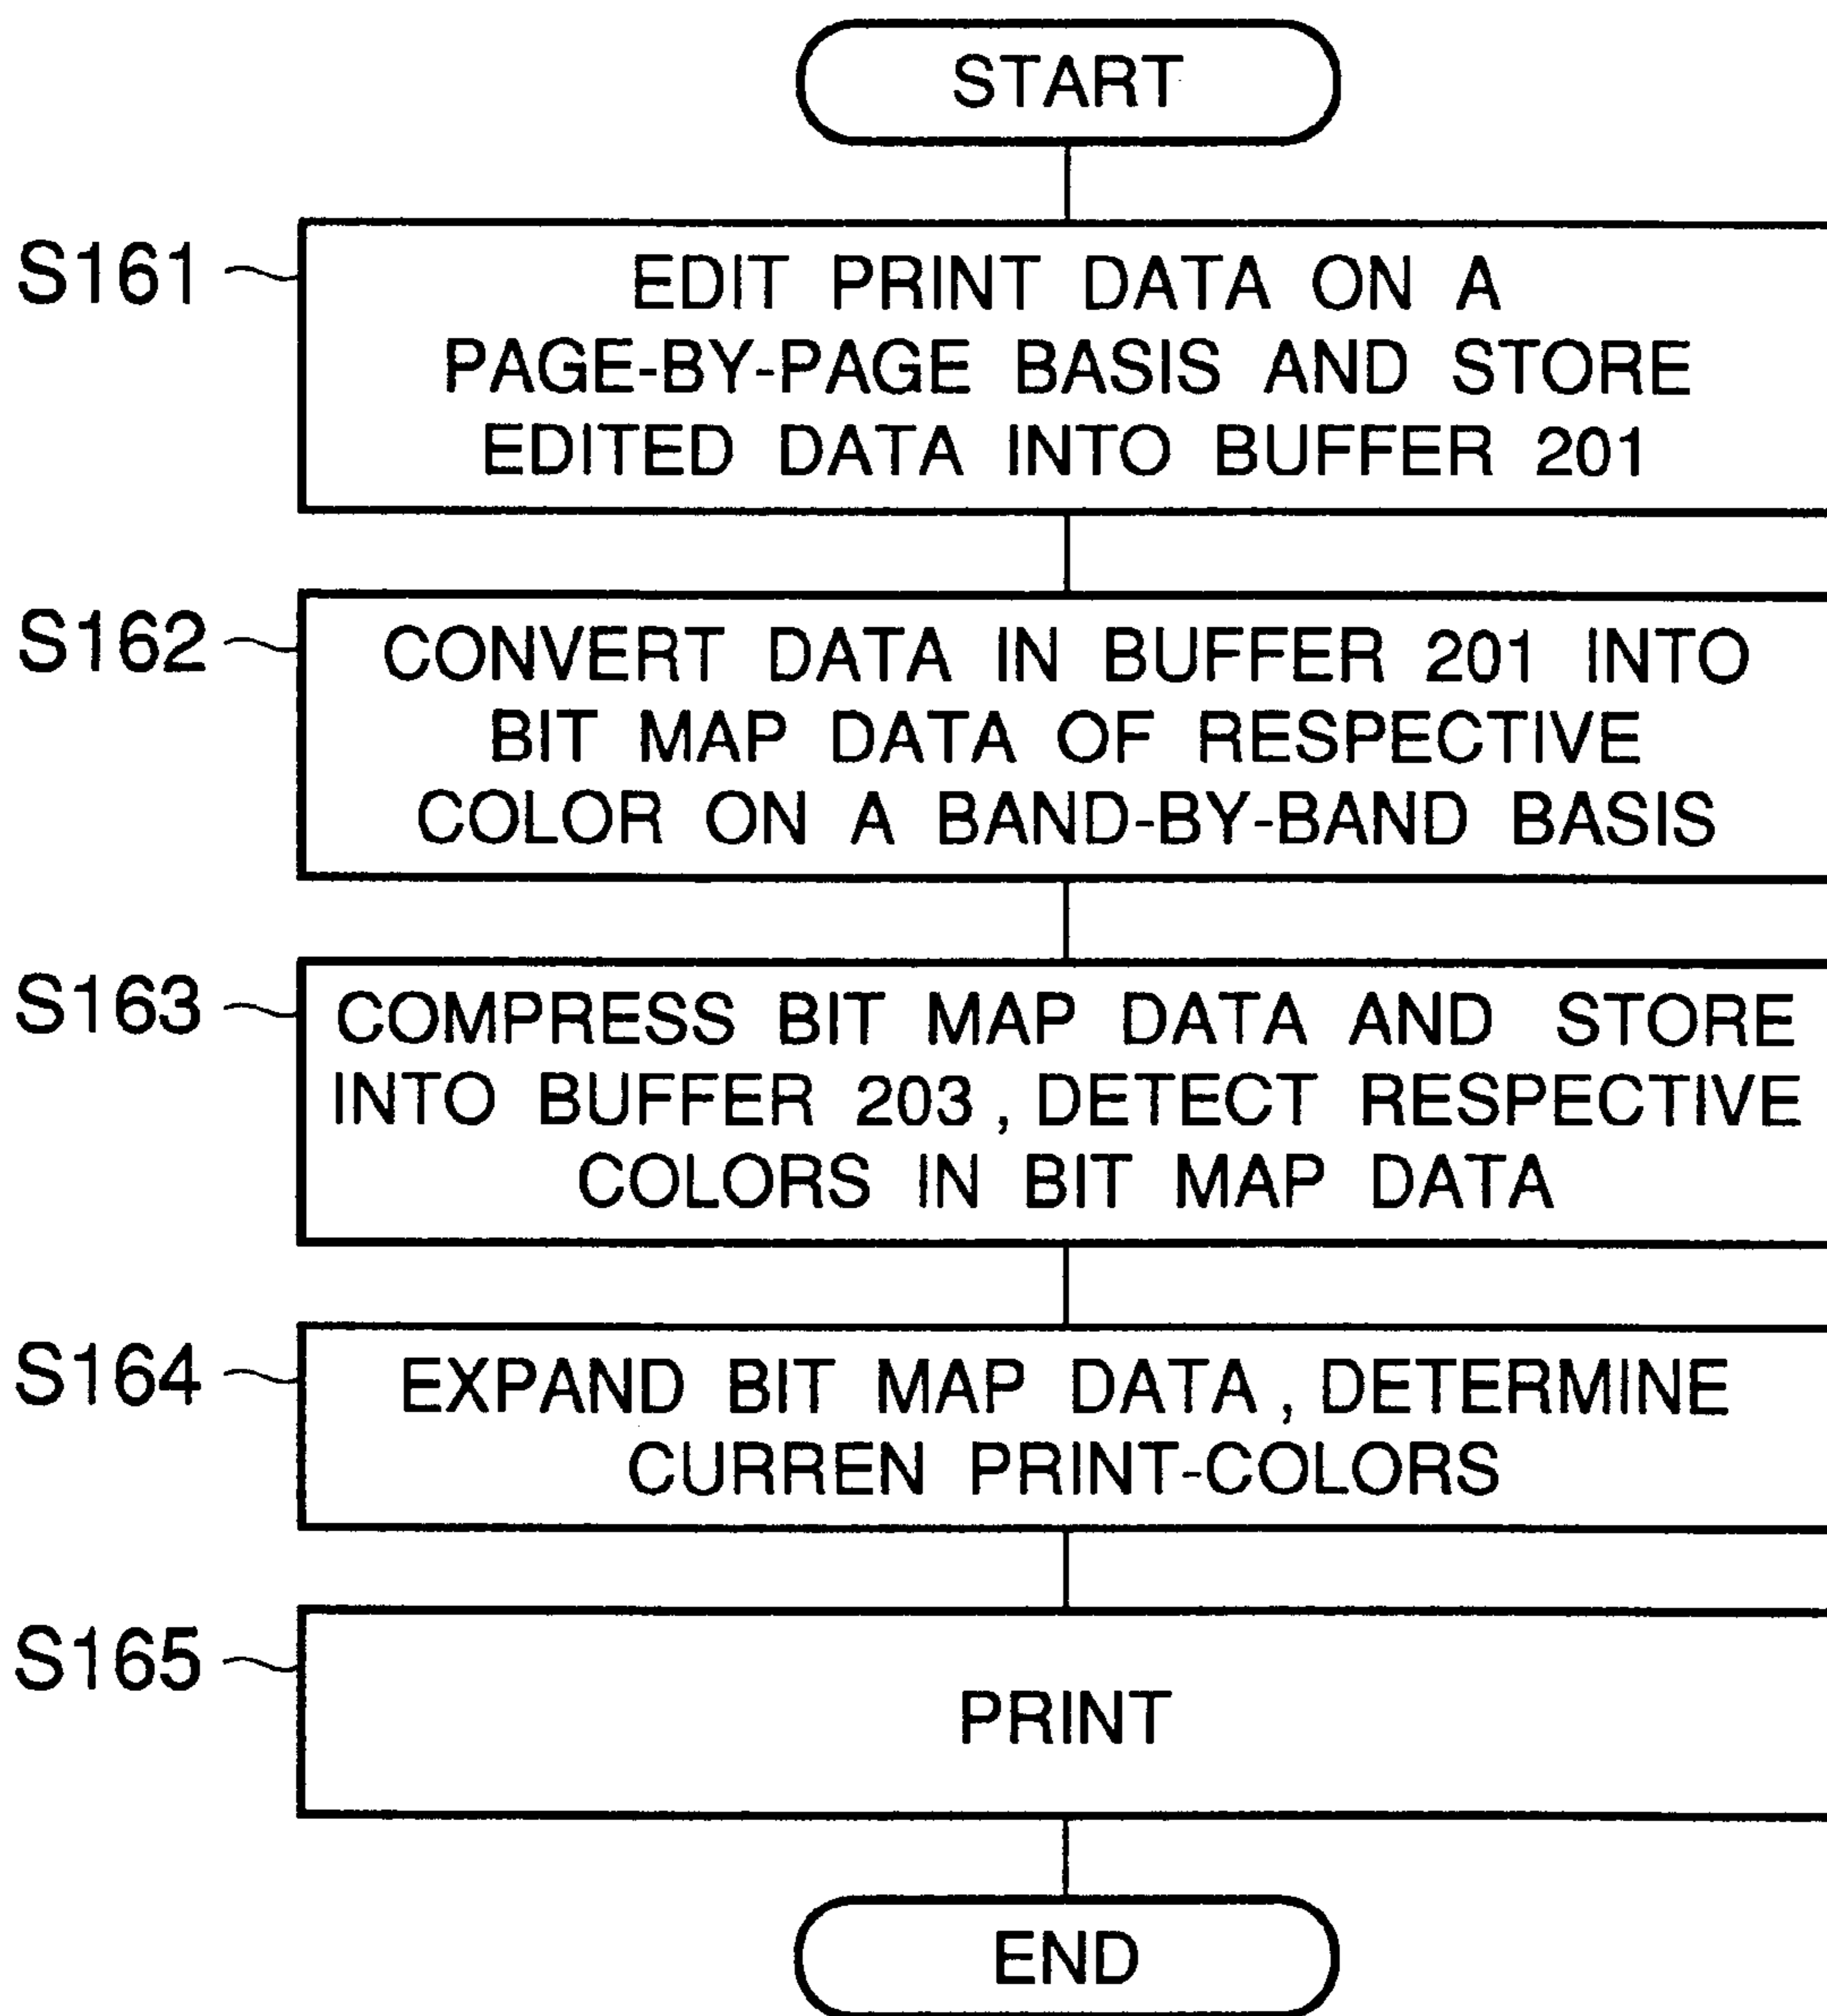 START
S161
EDIT PRINT DATA ON A
PAGE-BY-PAGE BASIS AND STORE
EDITED DATA INTO BUFFER 201
S162
CONVERT DATA IN BUFFER 201 INTO
BIT MAP DATA OF RESPECTIVE
COLOR ON A BAND-BY-BAND BASIS
S163
COMPRESS BIT MAP DATA AND STORE
INTO BUFFER 203, DETECT RESPECTIVE
COLORS IN BIT MAP DATA
S164
EXPAND BIT MAP DATA, DETERMINE
CURREN PRINT-COLORS
S165
PRINT
END